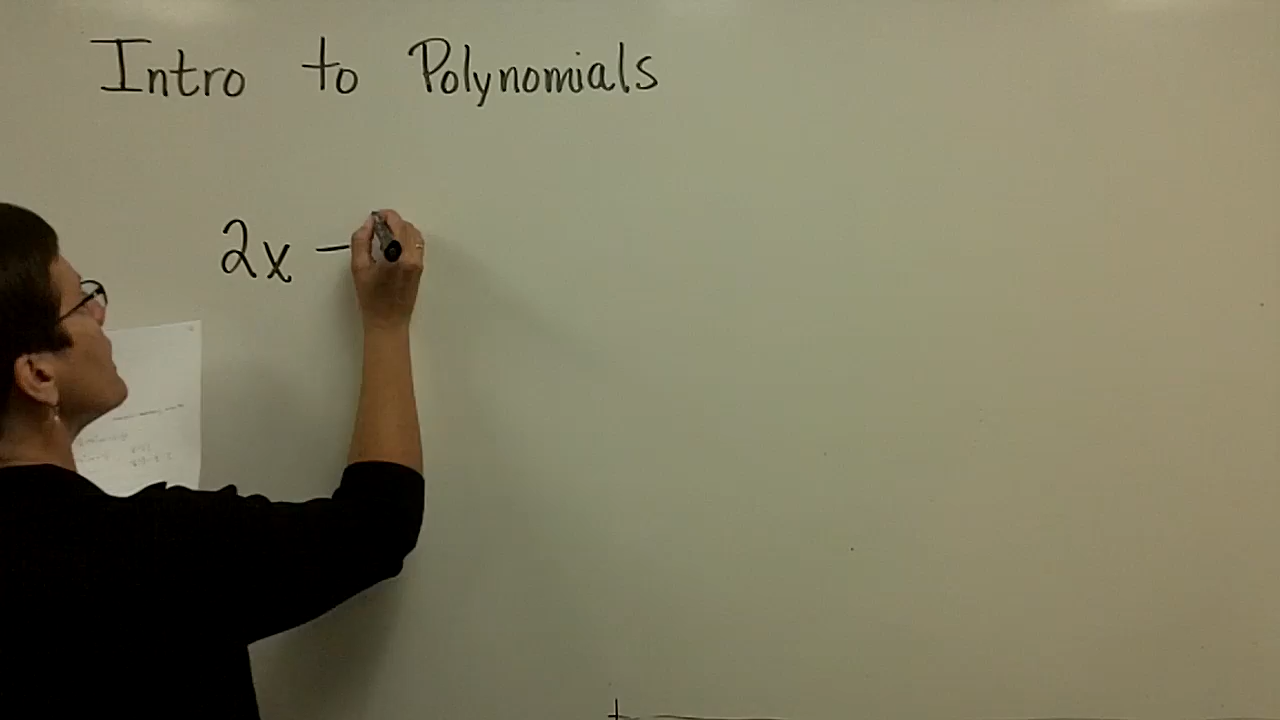 Intro to Polynomials
2x −